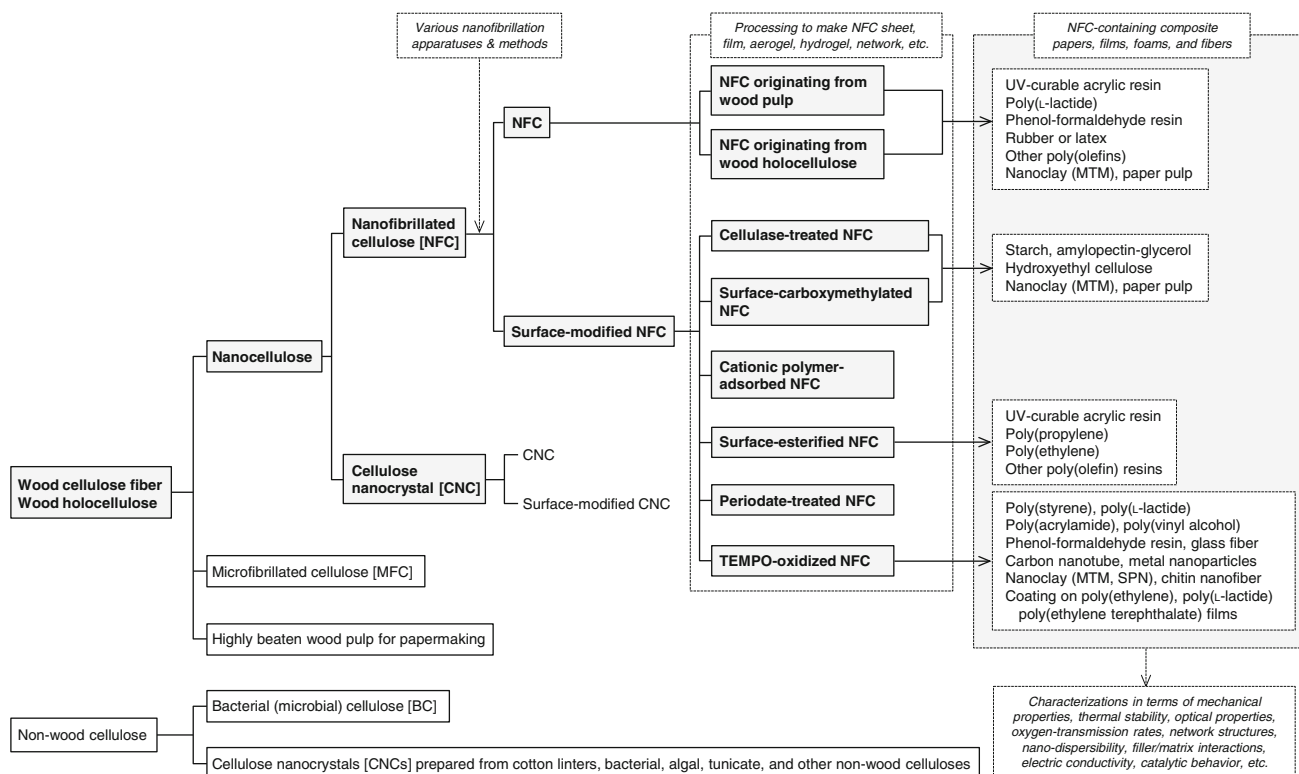 Various nanofibrillation
apparatuses & methods
Processing to make NFC sheet,
film, aerogel, hydrogel, network, etc.
NFC-containing composite
papers, films, foams, and fibers
NFC
NFC originating from
wood pulp
NFC originating from
wood holocellulose
UV-curable acrylic resin
Poly(L-lactide)
Phenol-formaldehyde resin
Rubber or latex
Other poly(olefins)
Nanoclay (MTM), paper pulp
Nanofibrillated
cellulose [NFC]
Surface-modified NFC
Cellulase-treated NFC
Surface-carboxymethylated
NFC
Starch, amylopectin-glycerol
Hydroxyethyl cellulose
Nanoclay (MTM), paper pulp
Cationic polymer-
adsorbed NFC
Surface-esterified NFC
UV-curable acrylic resin
Poly(propylene)
Poly(ethylene)
Other poly(olefin) resins
Periodate-treated NFC
TEMPO-oxidized NFC
Poly(styrene), poly(L-lactide)
Poly(acrylamide), poly(vinyl alcohol)
Phenol-formaldehyde resin, glass fiber
Carbon nanotube, metal nanoparticles
Nanoclay (MTM, SPN), chitin nanofiber
Coating on poly(ethylene), poly(L-lactide)
poly(ethylene terephthalate) films
Nanocellulose
Cellulose
nanocrystal [CNC]
CNC
Surface-modified CNC
Wood cellulose fiber
Wood holocellulose
Microfibrillated cellulose [MFC]
Highly beaten wood pulp for papermaking
Non-wood cellulose
Bacterial (microbial) cellulose [BC]
Cellulose nanocrystals [CNCs] prepared from cotton linters, bacterial, algal, tunicate, and other non-wood celluloses
Characterizations in terms of mechanical
properties, thermal stability, optical properties,
oxygen-transmission rates, network structures,
nano-dispersibility, filler/matrix interactions,
electric conductivity, catalytic behavior, etc.